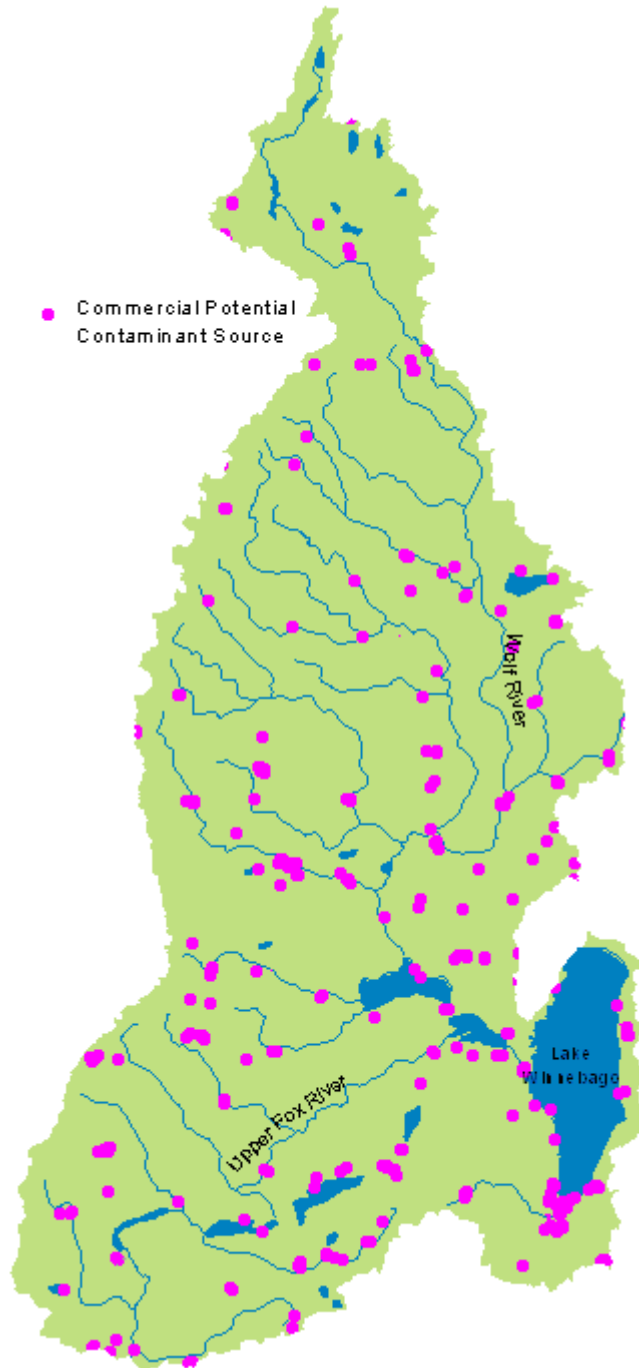 Commercial Potential
Contaminant Source
Wolf River
Lake
Winnebago
Upper Fox River